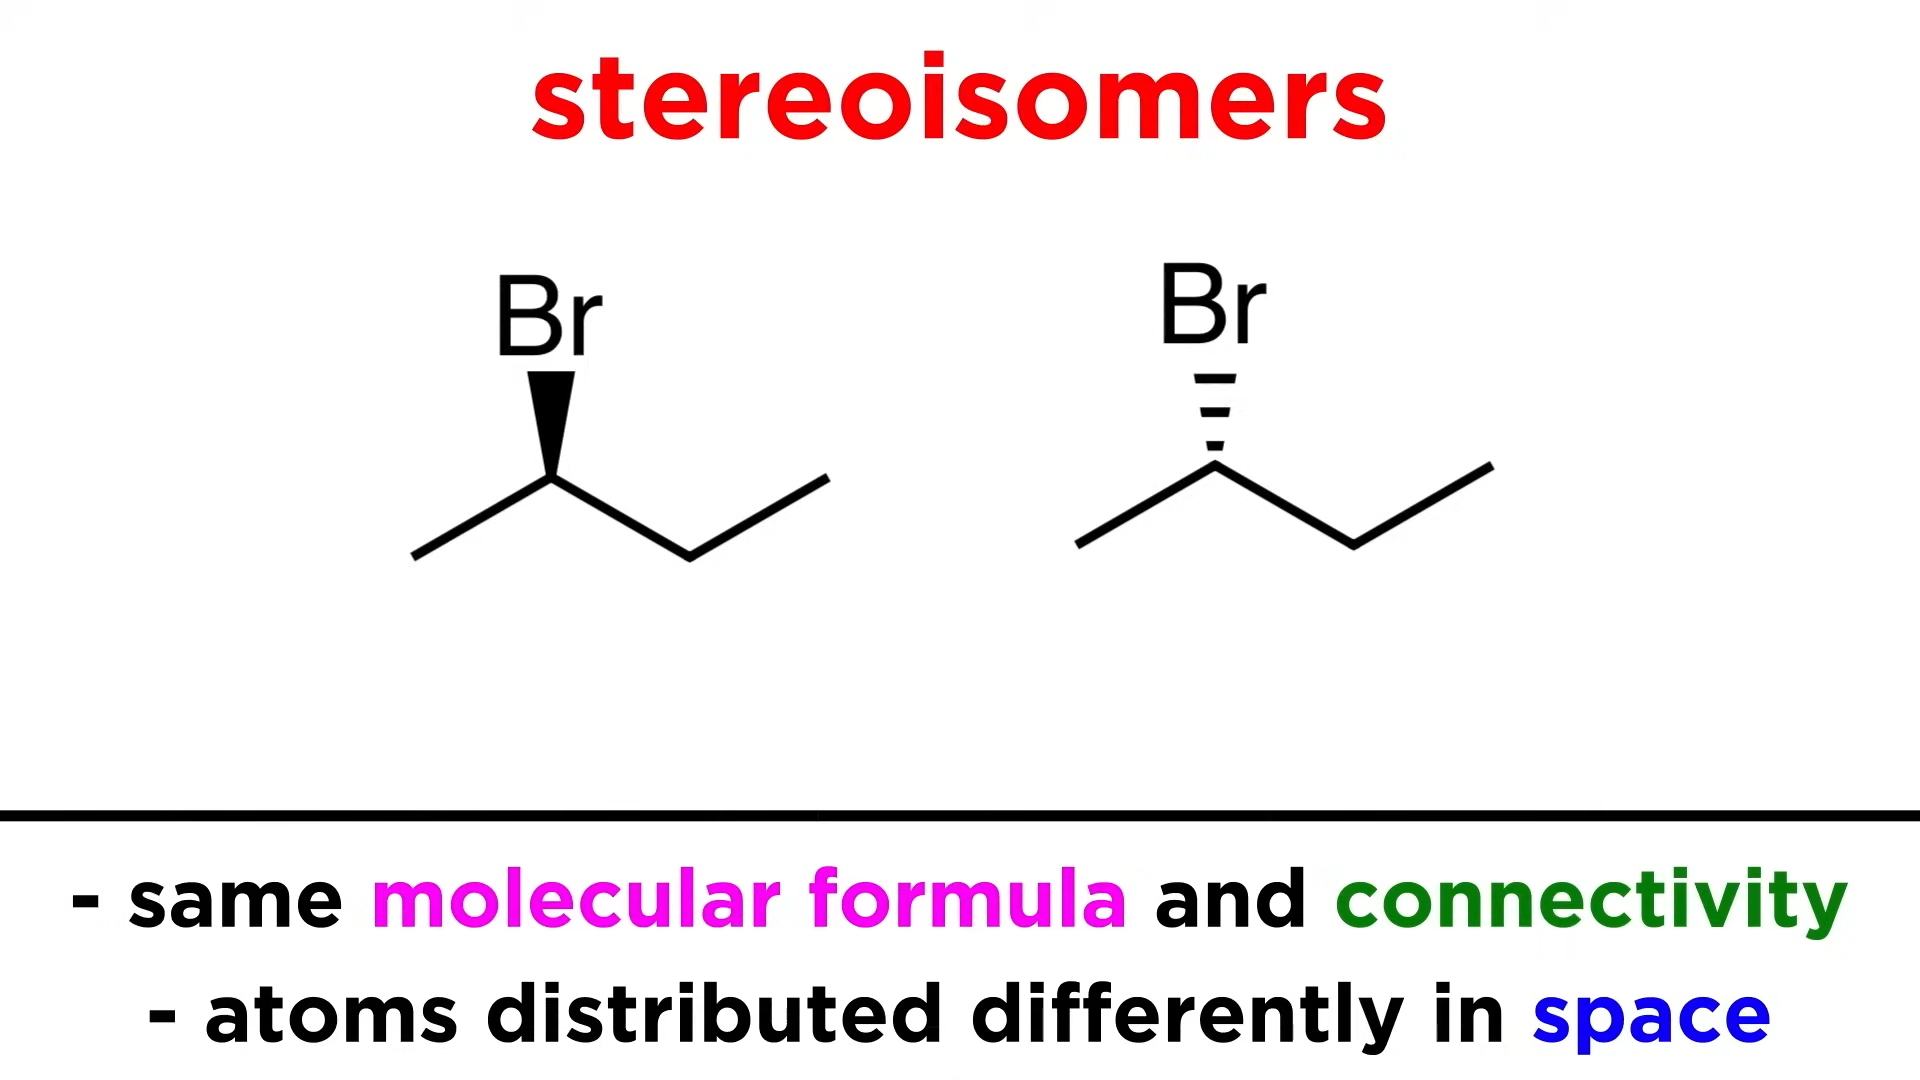 stereoisomers
Br
Br
- same molecular formula and connectivity
- atoms distributed differently in space